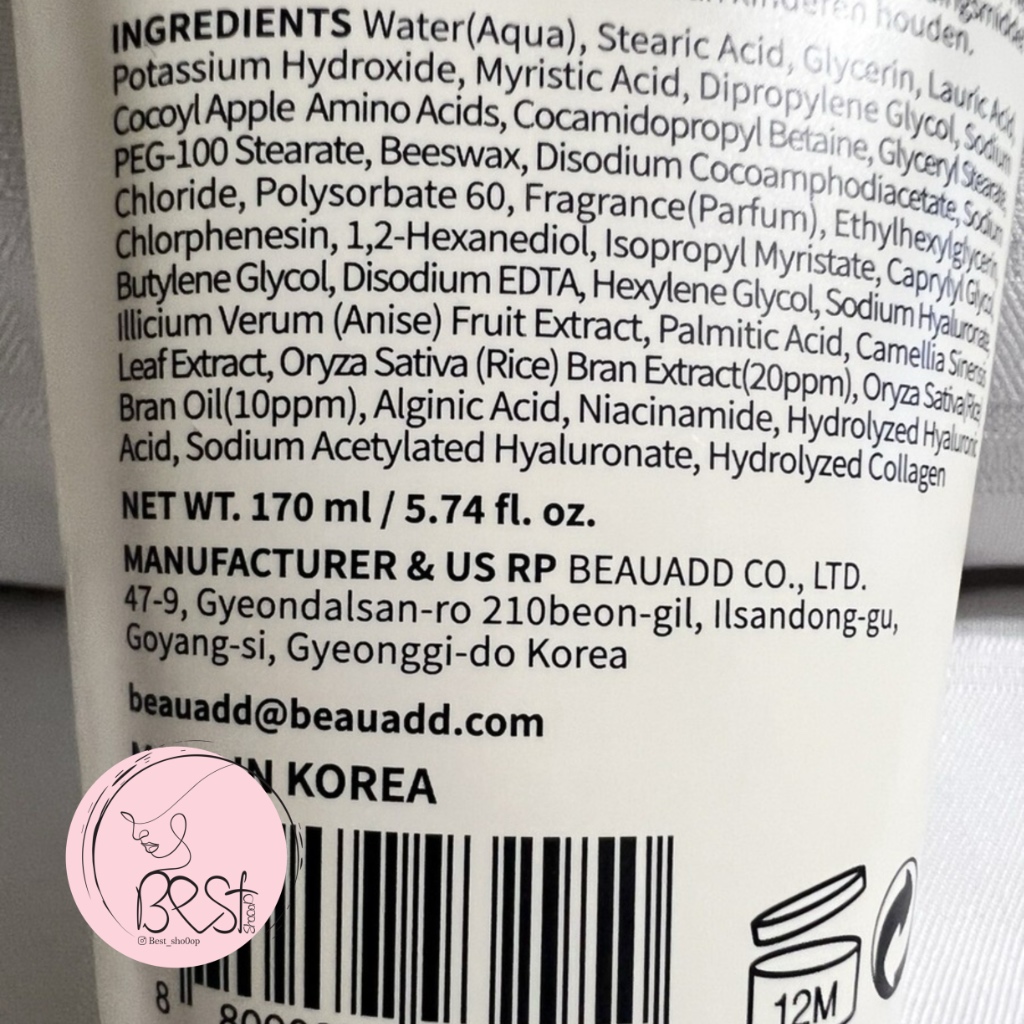 kinderen houden.
INGREDIENTS Water(Aqua), Stearic Acid, Glycerin, Lauric Acid,
Potassium Hydroxide, Myristic Acid, Dipropylene Glycol, Sodium
Cocoyl Apple Amino Acids, Cocamidopropyl Betaine, Glyceryl Stearate,
PEG-100 Stearate, Beeswax, Disodium Cocoamphodiacetate, Sodium
Chloride, Polysorbate 60, Fragrance(Parfum), Ethylhexylglycerin,
Chlorphenesin, 1,2-Hexanediol, Isopropyl Myristate, Caprylyl Glycol,
Butylene Glycol, Disodium EDTA, Hexylene Glycol, Sodium Hyaluronate,
Illicium Verum (Anise) Fruit Extract, Palmitic Acid, Camellia Sinensis
Leaf Extract, Oryza Sativa (Rice) Bran Extract(20ppm), Oryza Sativa (Rice)
Bran Oil(10ppm), Alginic Acid, Niacinamide, Hydrolyzed Hyaluronic
Acid, Sodium Acetylated Hyaluronate, Hydrolyzed Collagen
NET WT. 170 ml / 5.74 fl. oz.
MANUFACTURER & US RP BEAUADD CO., LTD.
47-9, Gyeondalsan-ro 210beon-gil, Ilsandong-gu,
Goyang-si, Gyeonggi-do Korea
beauadd@beauadd.com
IN KOREA
Best
Best_sho0op
8
12M